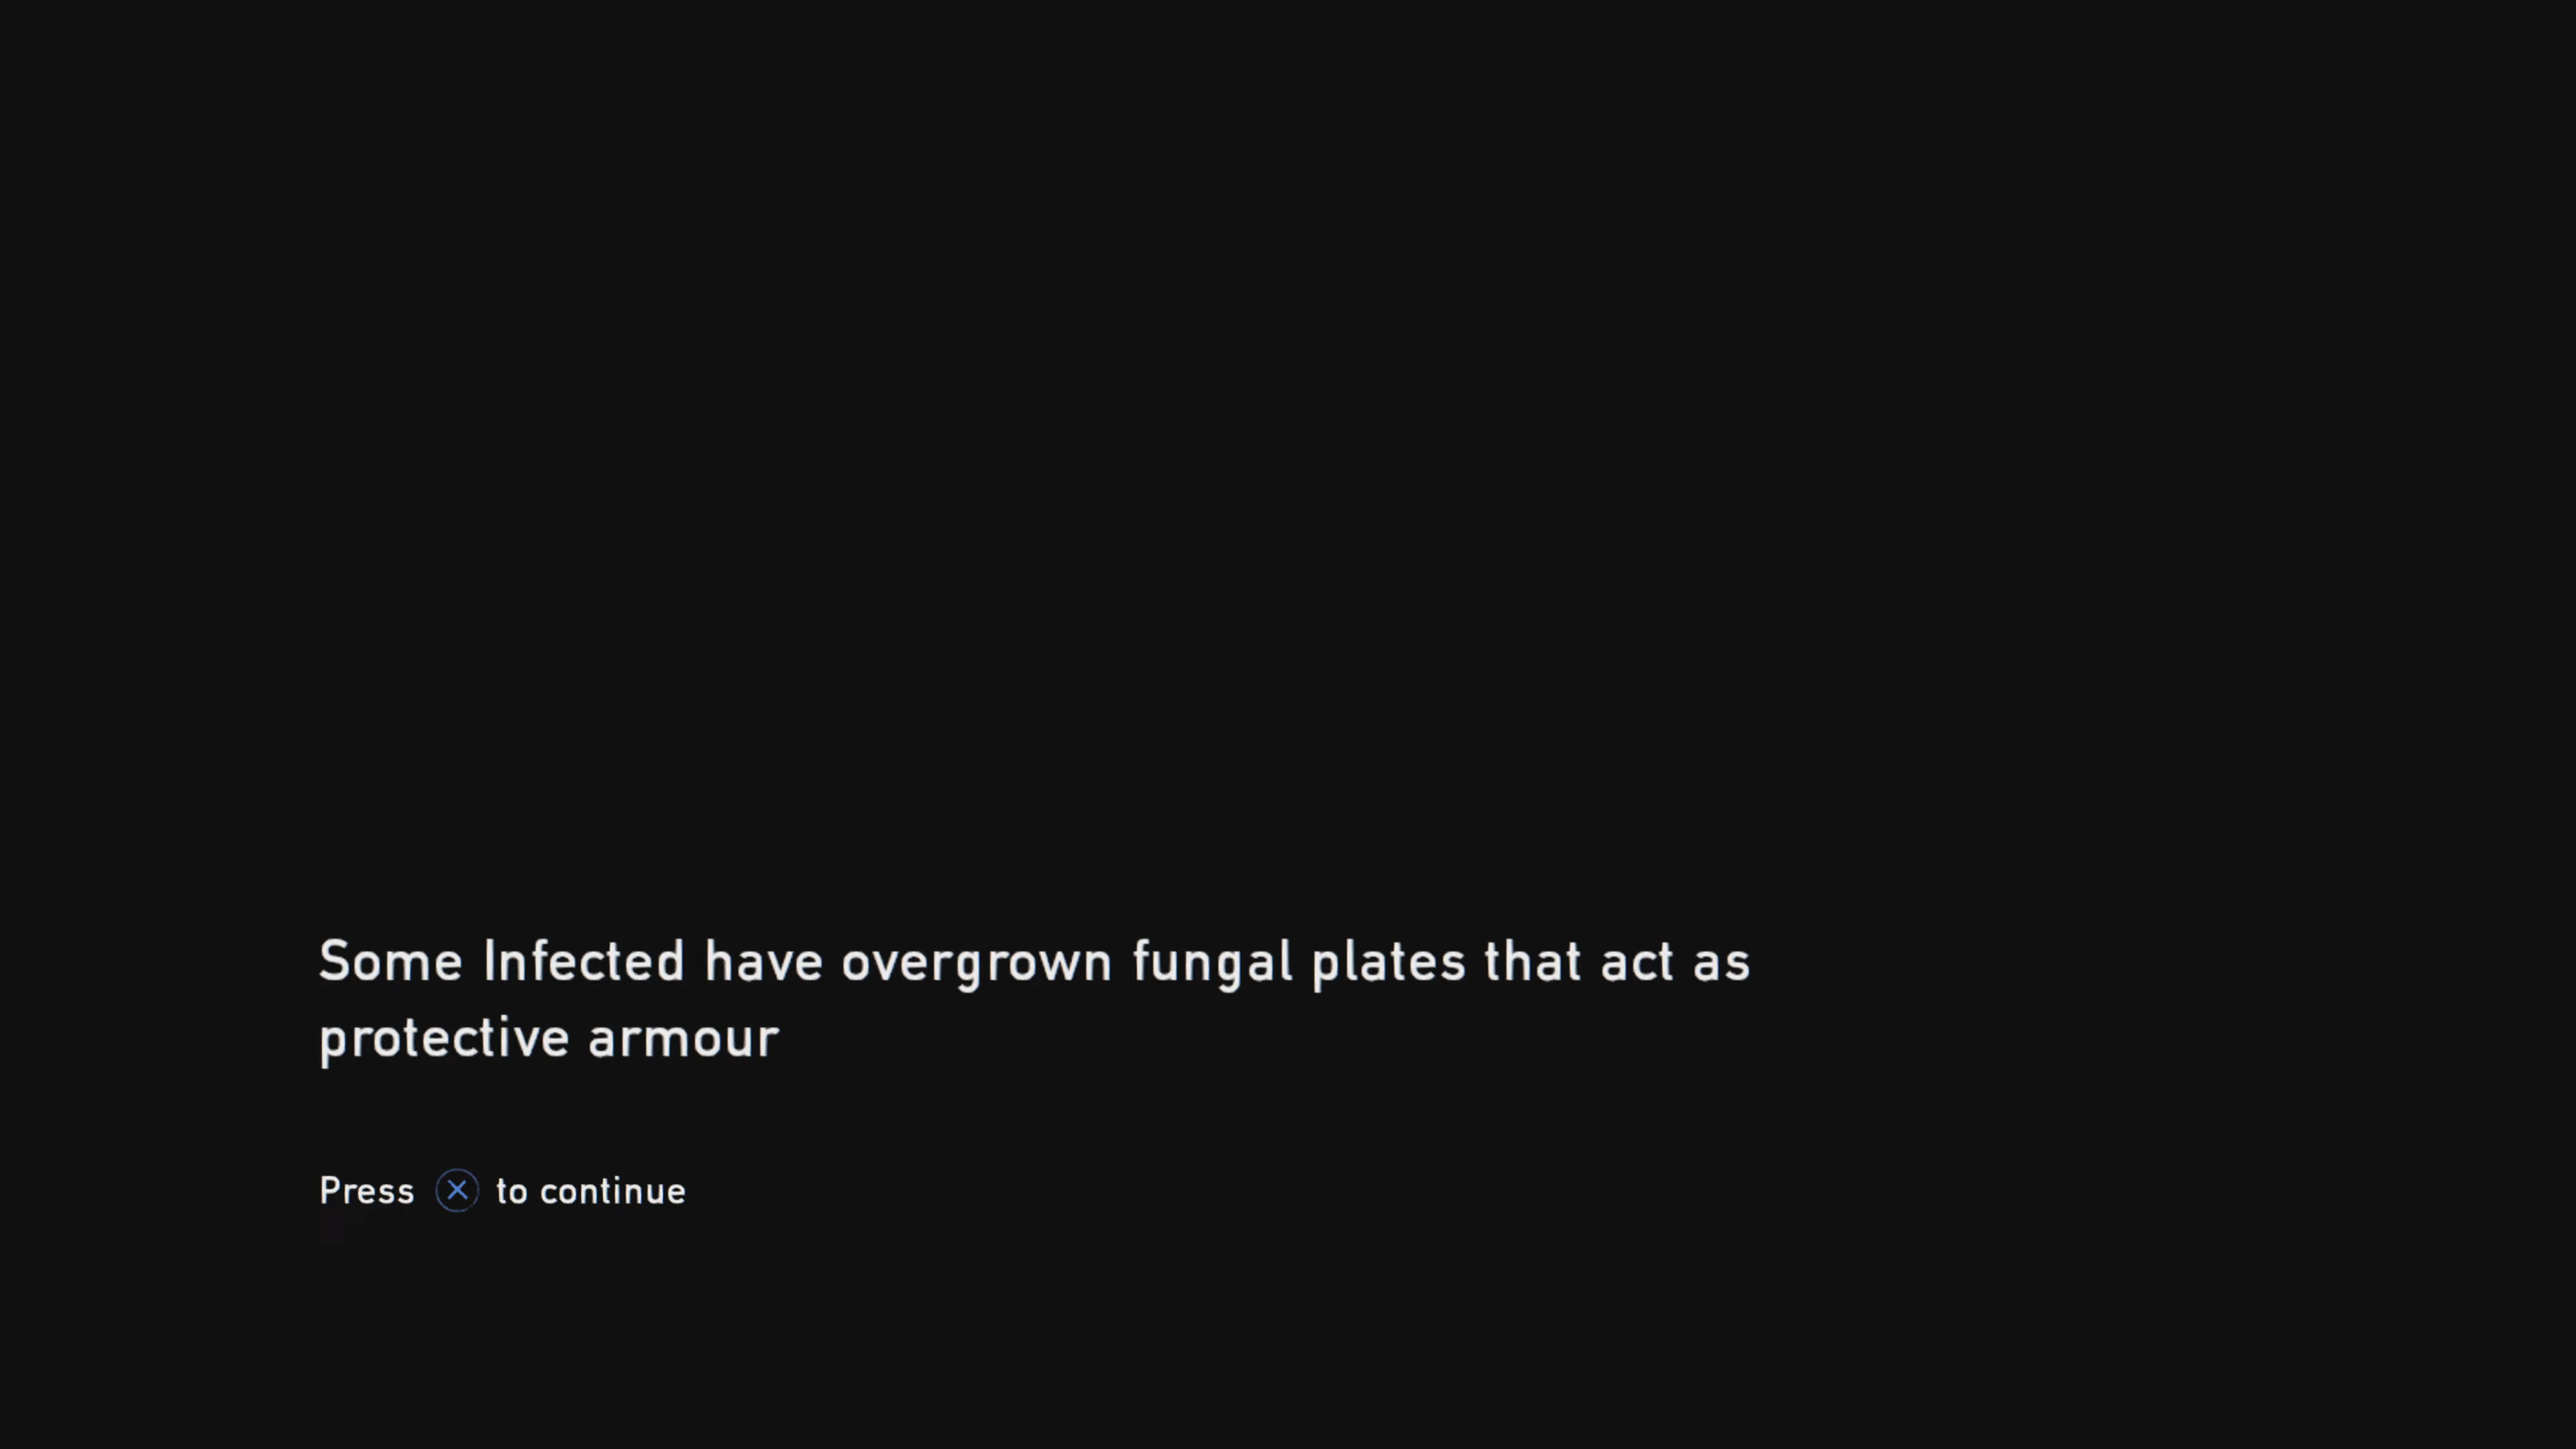 Some Infected have overgrown fungal plates that act as
protective armour
Press ⓧ to continue